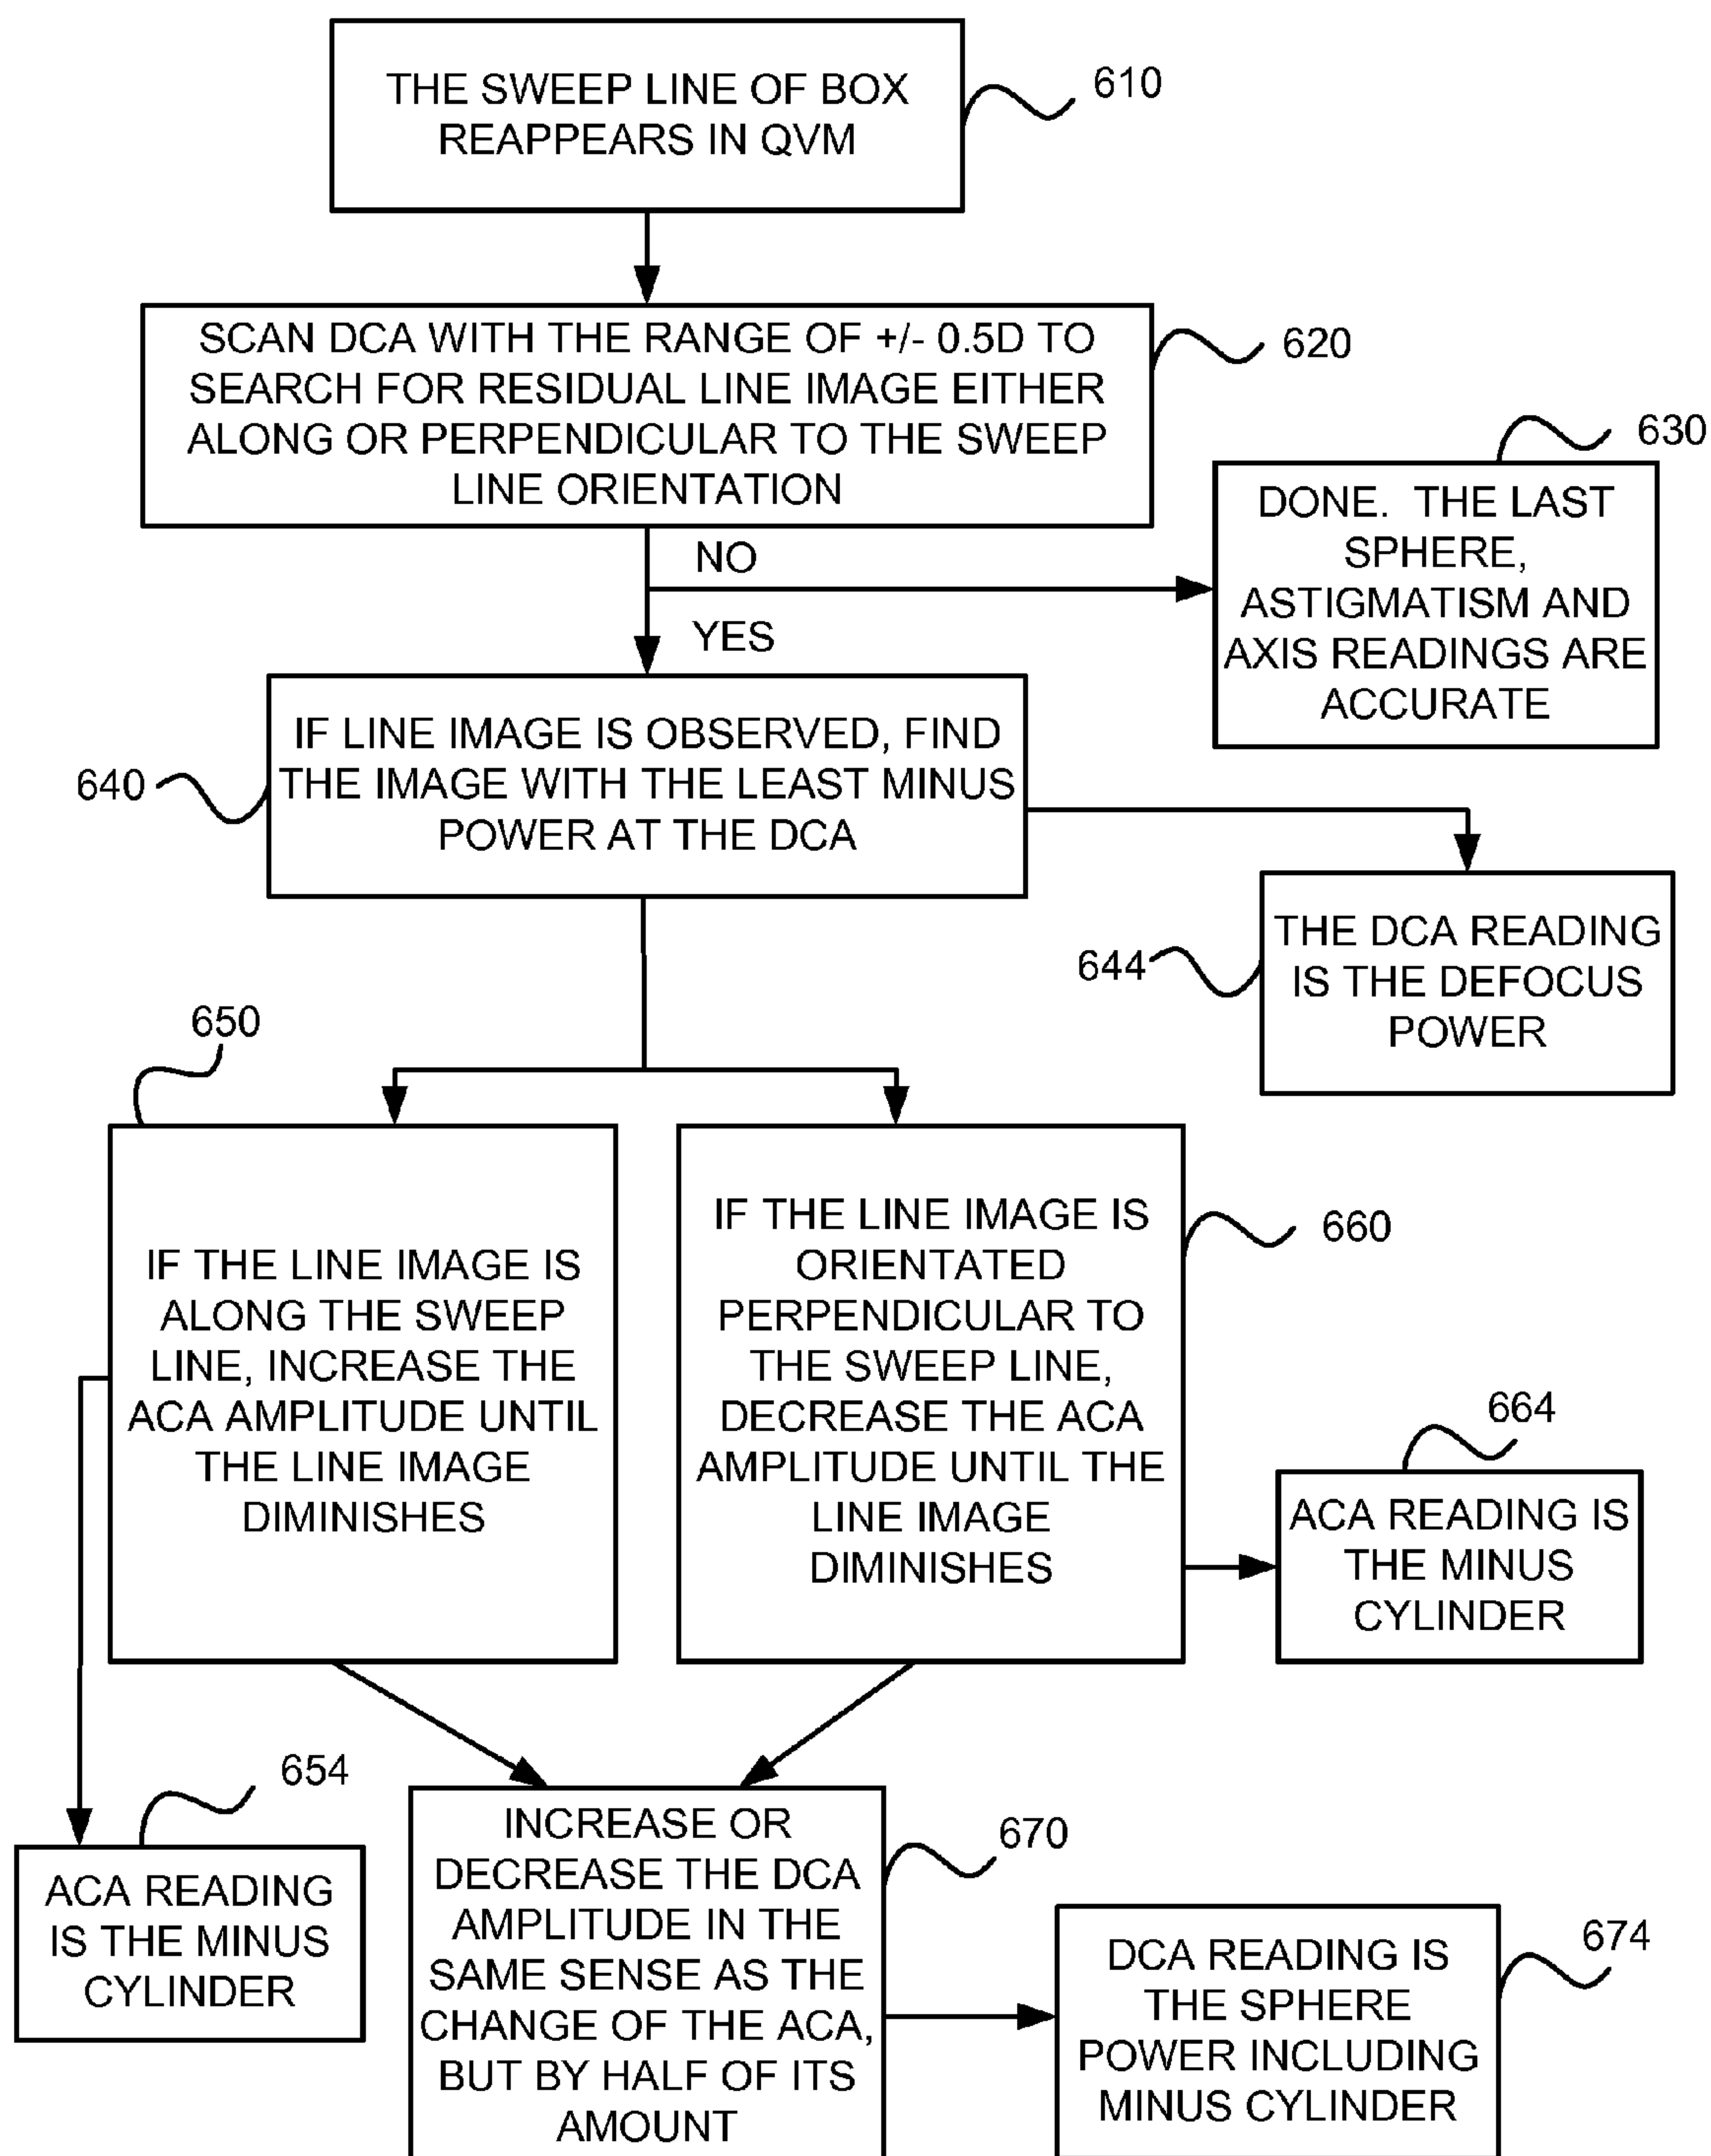 THE SWEEP LINE OF BOX
REAPPEARS IN QVM
610
SCAN DCA WITH THE RANGE OF +/- 0.5D TO
SEARCH FOR RESIDUAL LINE IMAGE EITHER
ALONG OR PERPENDICULAR TO THE SWEEP
LINE ORIENTATION
620
NO
630
DONE. THE LAST
SPHERE,
ASTIGMATISM AND
AXIS READINGS ARE
ACCURATE
YES
640
IF LINE IMAGE IS OBSERVED, FIND
THE IMAGE WITH THE LEAST MINUS
POWER AT THE DCA
644
THE DCA READING
IS THE DEFOCUS
POWER
650
IF THE LINE IMAGE IS
ALONG THE SWEEP
LINE, INCREASE THE
ACA AMPLITUDE UNTIL
THE LINE IMAGE
DIMINISHES
IF THE LINE IMAGE IS
ORIENTATED
PERPENDICULAR TO
THE SWEEP LINE,
DECREASE THE ACA
AMPLITUDE UNTIL THE
LINE IMAGE
DIMINISHES
660
664
ACA READING IS
THE MINUS
CYLINDER
654
ACA READING
IS THE MINUS
CYLINDER
INCREASE OR
DECREASE THE DCA
AMPLITUDE IN THE
SAME SENSE AS THE
CHANGE OF THE ACA,
BUT BY HALF OF ITS
AMOUNT
670
674
DCA READING IS
THE SPHERE
POWER INCLUDING
MINUS CYLINDER